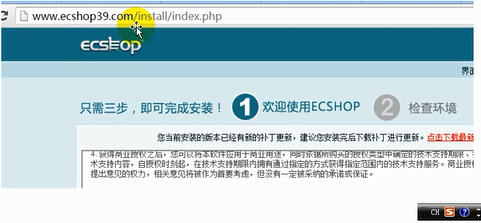 www.ecshop39.com/install/index.php
ecshop
界面
只需三步，即可完成安装！ 1 欢迎使用ECSHOP 2 检查环境
您当前安装的版本已经有新的补丁更新，建议您安装完后下载补丁进行更新。点击下载最新
4.获得商业授权之后，您可以将本软件应用于商业用途，同时依据所购买的授权类型中确定的技术支持期限、
术支持内容，自授权时刻起，在技术支持期限内拥有通过指定的方式获得指定范围内的技术支持服务。商业授权
提出意见的权力，相关意见将被作为首要考虑，但没有一定被采纳的承诺或保证。
CH S ?